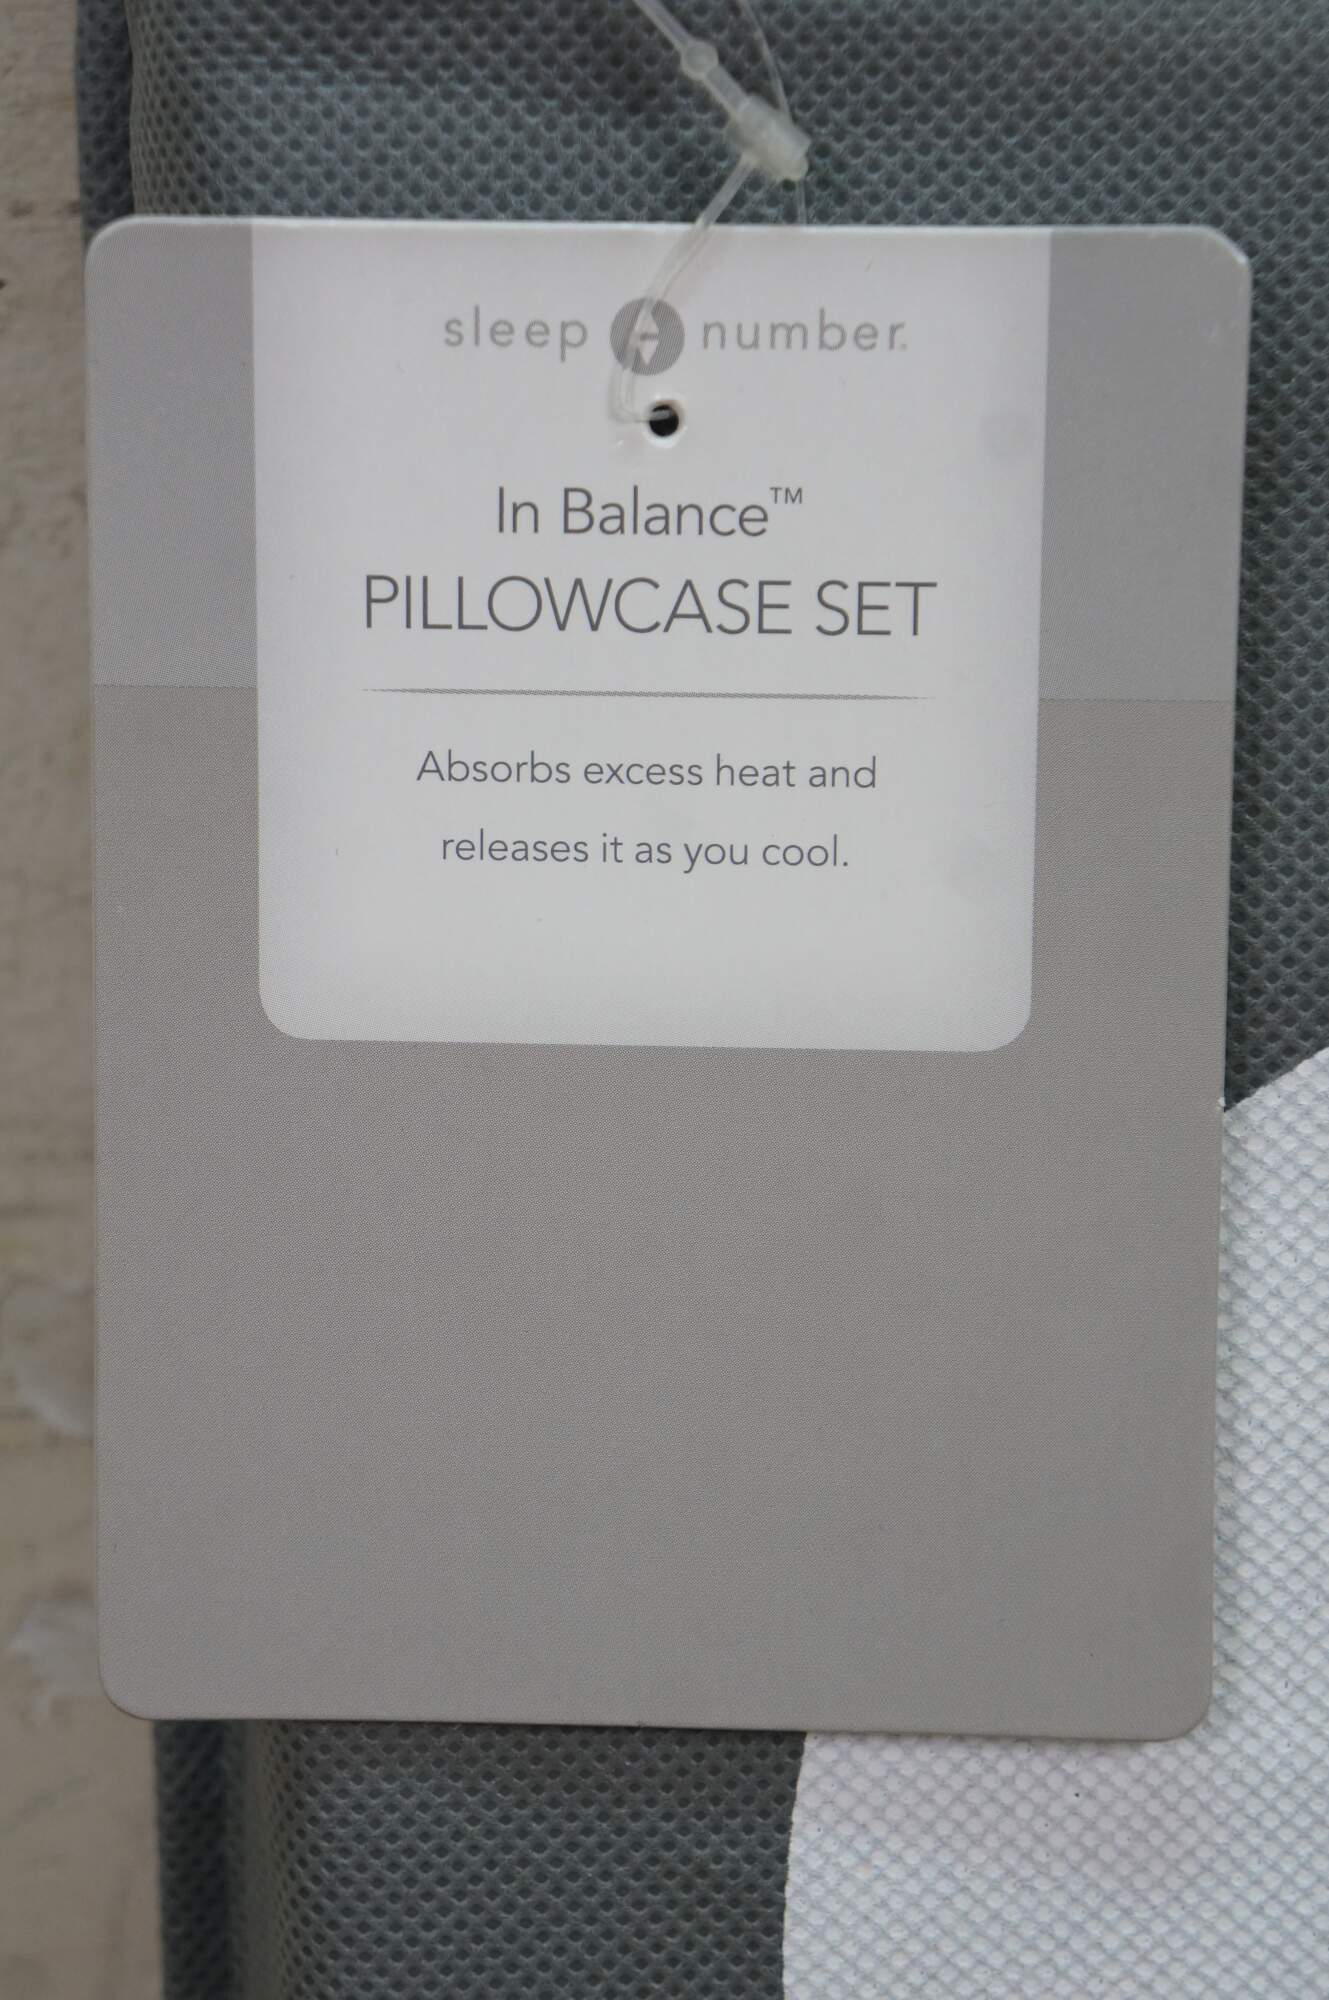 sleep number.
In Balance™
PILLOWCASE SET
Absorbs excess heat and
releases it as you cool.